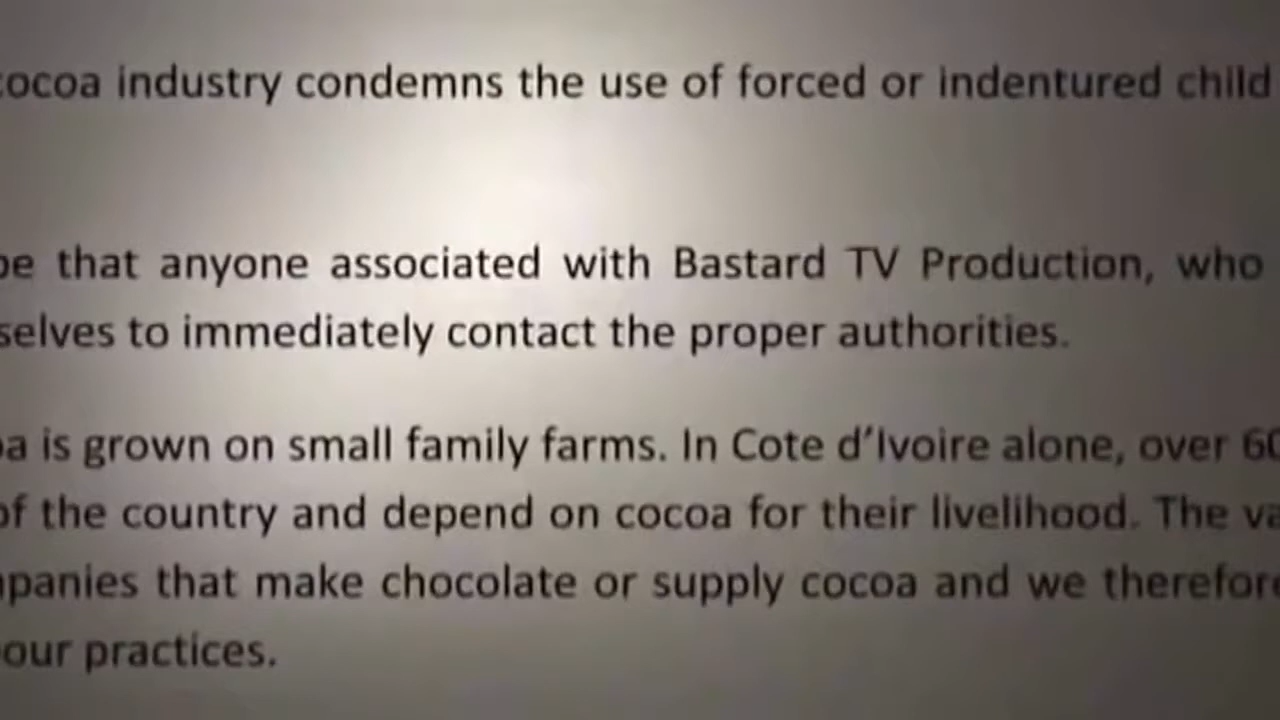 cocoa industry condemns the use of forced or indentured child
that anyone associated with Bastard TV Production, who
selves to immediately contact the proper authorities.
is grown on small family farms. In Cote d'Ivoire alone, over 60
of the country and depend on cocoa for their livelihood. The va
panies that make chocolate or supply cocoa and we therefore
our practices.